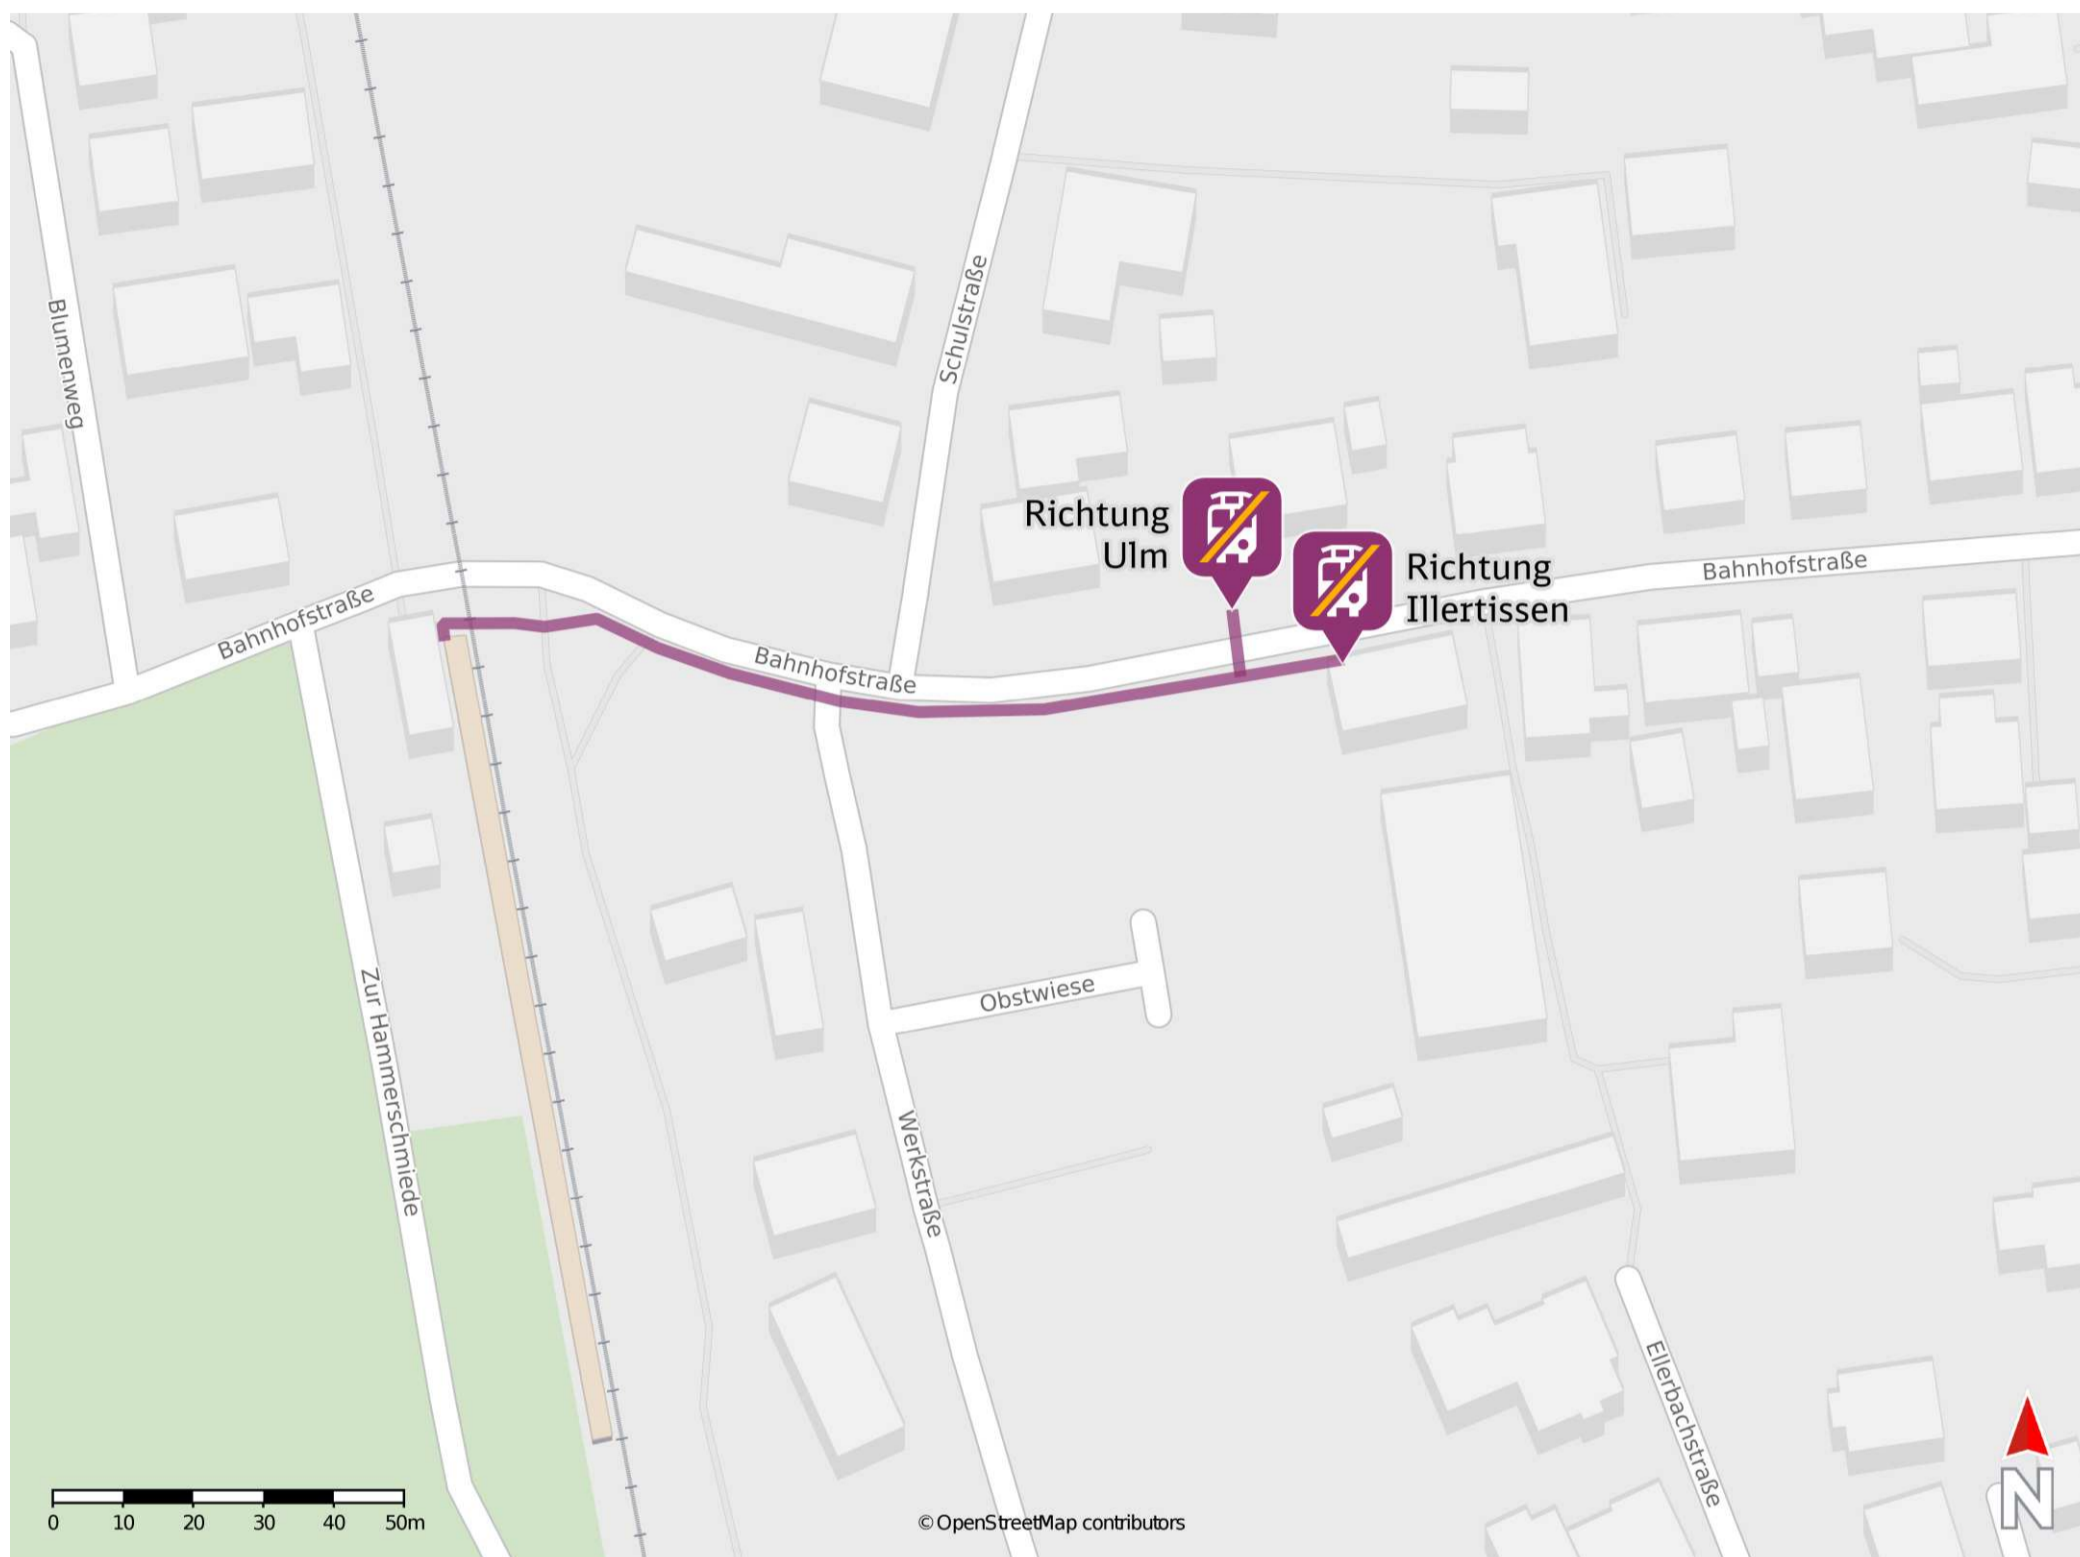 Blumenweg
Schulstraße
Richtung
Ulm
Richtung
Illertissen
Bahnhofstraße
Bahnhofstraße
Bahnhofstraße
Zur Hammerschmiede
Obstwiese
Werkstraße
Ellerbachstraße
N
0 10 20 30 40 50m
© OpenStreetMap contributors